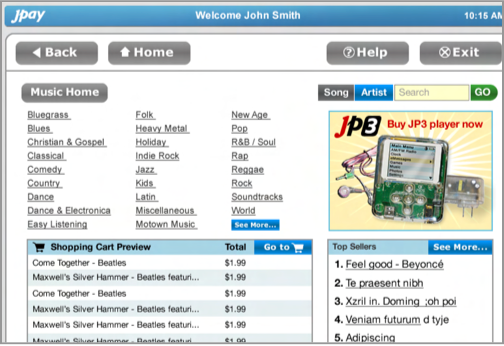 jpay Welcome John Smith 10:15 AM
Back Home Help Exit
Music Home Song Artist Search GO
Bluegrass Folk New Age
Blues Heavy Metal Pop
Christian & Gospel Holiday R&B / Soul
Classical Indie Rock Rap
Comedy Jazz Reggae
Country Kids Rock
Dance Latin Soundtracks
Dance & Electronica Miscellaneous World
Easy Listening Motown Music See More...
JP3 Buy JP3 player now
Main Menu
Shopping Cart Preview Total Go to
Come Together - Beatles $1.99
Maxwell's Silver Hammer - Beatles featuri... $1.99
Come Together - Beatles $1.99
Maxwell's Silver Hammer - Beatles featuri... $1.99
Maxwell's Silver Hammer - Beatles featuri... $1.99
Maxwell's Silver Hammer - Beatles featuri... $1.99
Top Sellers See More...
1. Feel good - Beyoncé
2. Te praesent nibh
3. Xzril in. Doming ;oh poi
4. Veniam futurum d tyje
5. Adipiscing